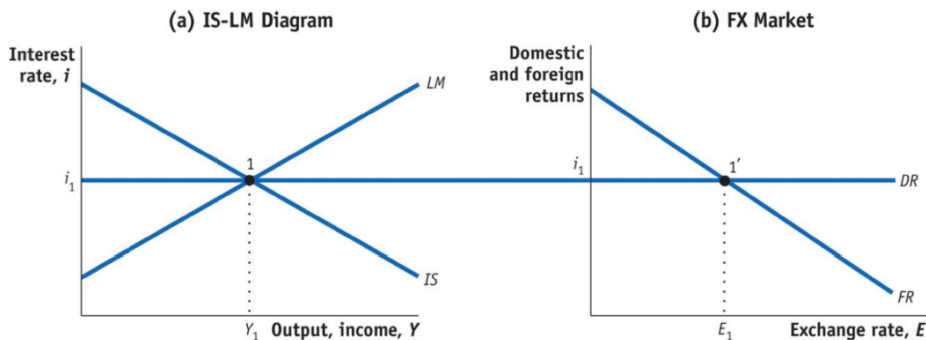 (a) IS-LM Diagram
Interest
rate, i
LM
1
i1
IS
Y1
Output, income, Y
(b) FX Market
Domestic
and foreign
returns
i1
1′
DR
FR
E1
Exchange rate, E